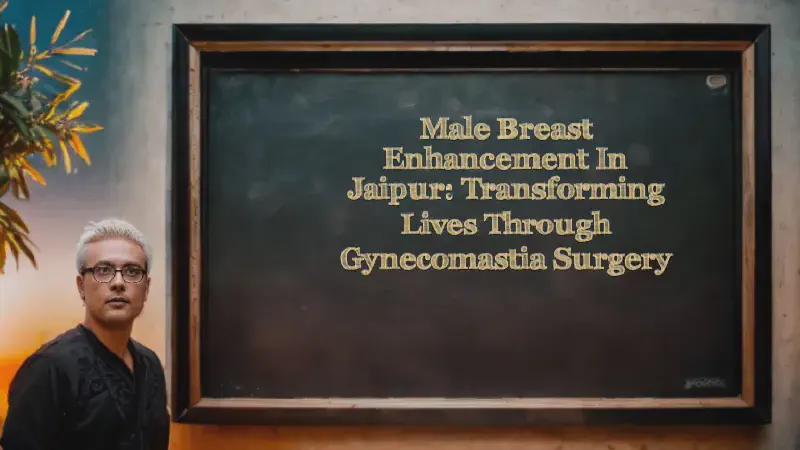 Male Breast
Enhancement In
Jaipur: Transforming
Lives Through
Gynecomastia Surgery